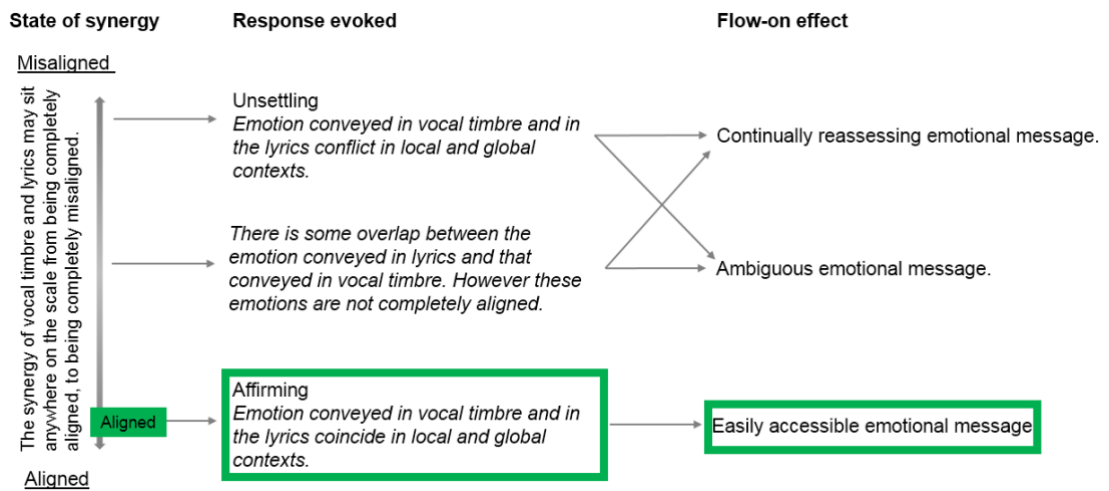 State of synergy
Response evoked
Flow-on effect
Misaligned
The synergy of vocal timbre and lyrics may sit
anywhere on the scale from being completely
aligned, to being completely misaligned.
Unsettling
Emotion conveyed in vocal timbre and in
the lyrics conflict in local and global
contexts.
Continually reassessing emotional message.
There is some overlap between the
emotion conveyed in lyrics and that
conveyed in vocal timbre. However these
emotions are not completely aligned.
Ambiguous emotional message.
Aligned
Affirming
Emotion conveyed in vocal timbre and in
the lyrics coincide in local and global
contexts.
Easily accessible emotional message
Aligned